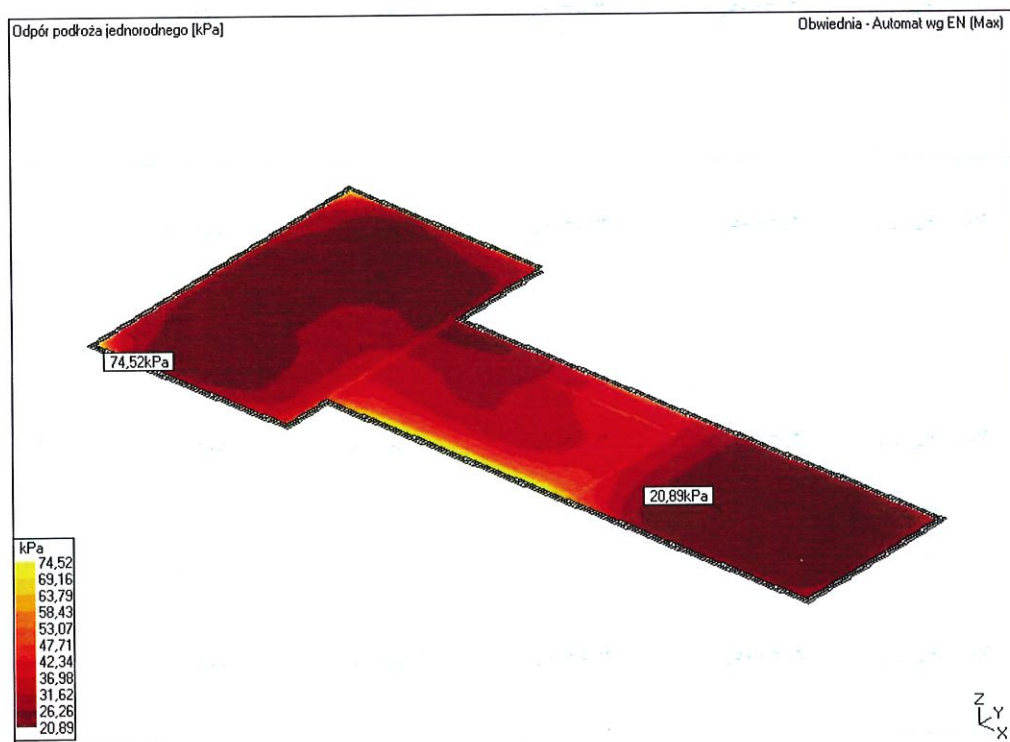 Odpór podłoża jednorodnego [kPa]
Obwiednia - Automat wg EN (Max)
74,52kPa
20,89kPa
kPa
74,52
69,16
63,79
58,43
53,07
47,71
42,34
36,98
31,62
26,26
20,89
Z
Y
X